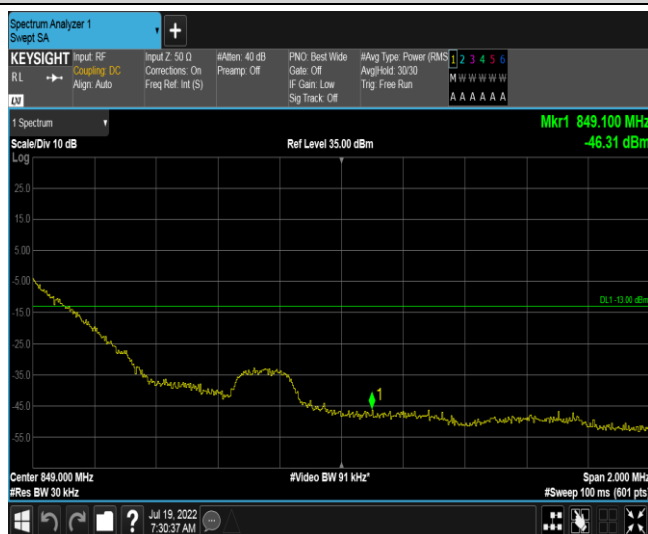 Spectrum Analyzer 1
Swept SA
+
KEYSIGHT
RL
LXI
Input: RF
Coupling: DC
Align: Auto
Input Z: 50 Ω
Corrections: On
Freq Ref: Int (S)
#Atten: 40 dB
Preamp: Off
PNO: Best Wide
Gate: Off
IF Gain: Low
Sig Track: Off
#Avg Type: Power (RMS
Avg|Hold: 30/30
Trig: Free Run
1 2 3 4 5 6
M W W W W W
A A A A A A
1 Spectrum
Mkr1 849.100 MHz
Scale/Div 10 dB
Ref Level 35.00 dBm
-46.31 dBm
Log
25.0
15.0
5.00
-5.00
DL1 -13.00 dBm
-15.0
-25.0
-35.0
1
-45.0
-55.0
Center 849.000 MHz
#Video BW 91 kHz*
Span 2.000 MHz
#Res BW 30 kHz
#Sweep 100 ms (601 pts)
?
Jul 19, 2022
7:30:37 AM